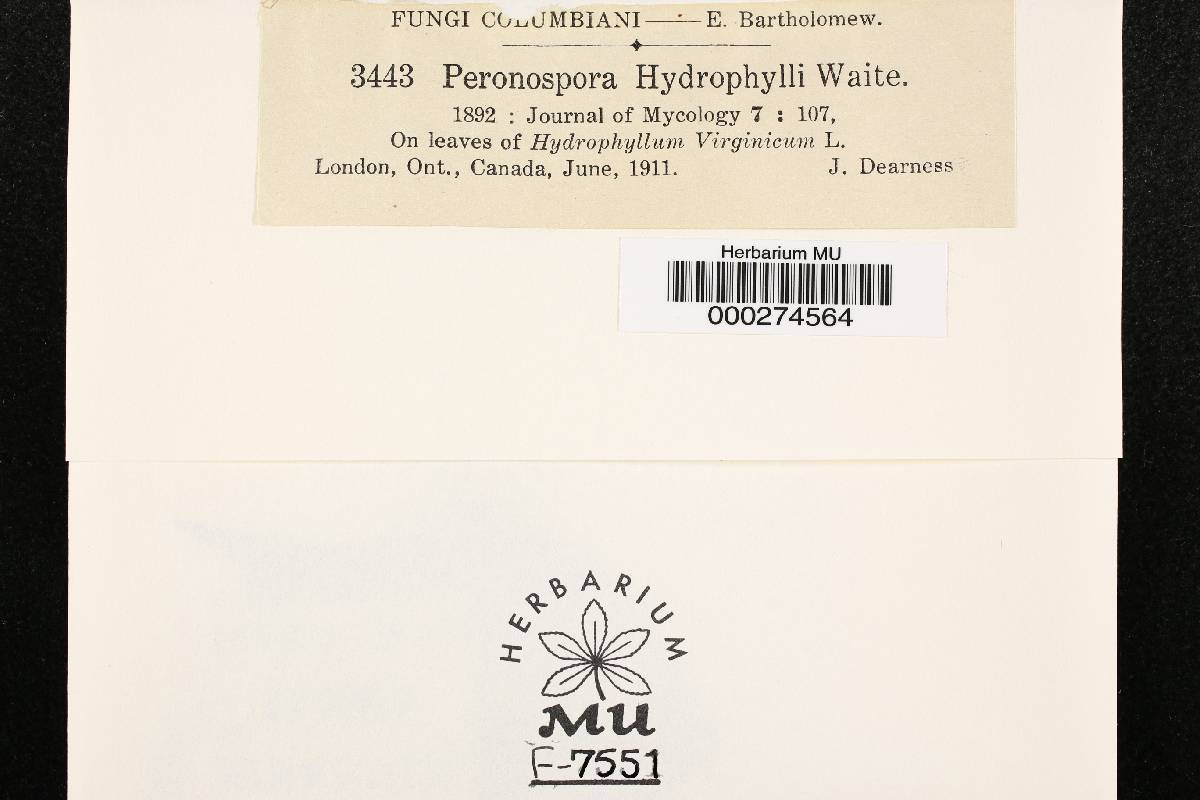 FUNGI COLUMBIANI — E. Bartholomew.
3443 Peronospora Hydrophylli Waite.
1892 : Journal of Mycology 7 : 107,
On leaves of Hydrophyllum Virginicum L.
London, Ont., Canada, June, 1911. J. Dearness
Herbarium MU
000274564
HERBARIUM
MU
F-7551